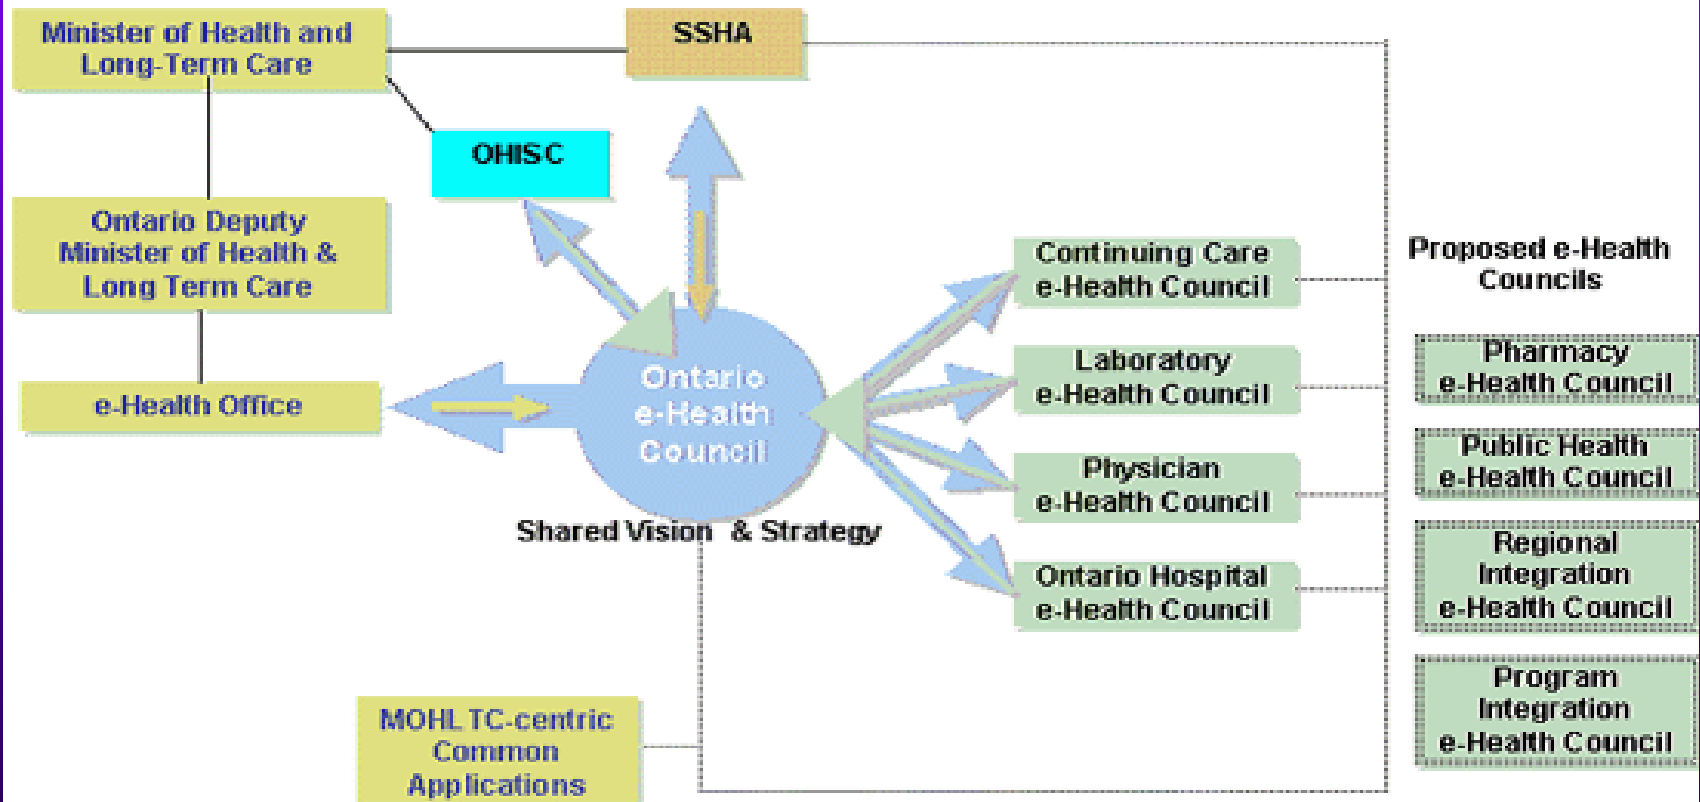 Minister of Health and
Long-Term Care
SSHA
OHISC
Ontario Deputy
Minister of Health &
Long Term Care
e-Health Office
Ontario
e-Health
Council
Shared Vision & Strategy
Continuing Care
e-Health Council
Laboratory
e-Health Council
Physician
e-Health Council
Ontario Hospital
e-Health Council
Proposed e-Health
Councils
Pharmacy
e-Health Council
Public Health
e-Health Council
Regional
Integration
e-Health Council
Program
Integration
e-Health Council
MOHLTC-centric
Common
Applications